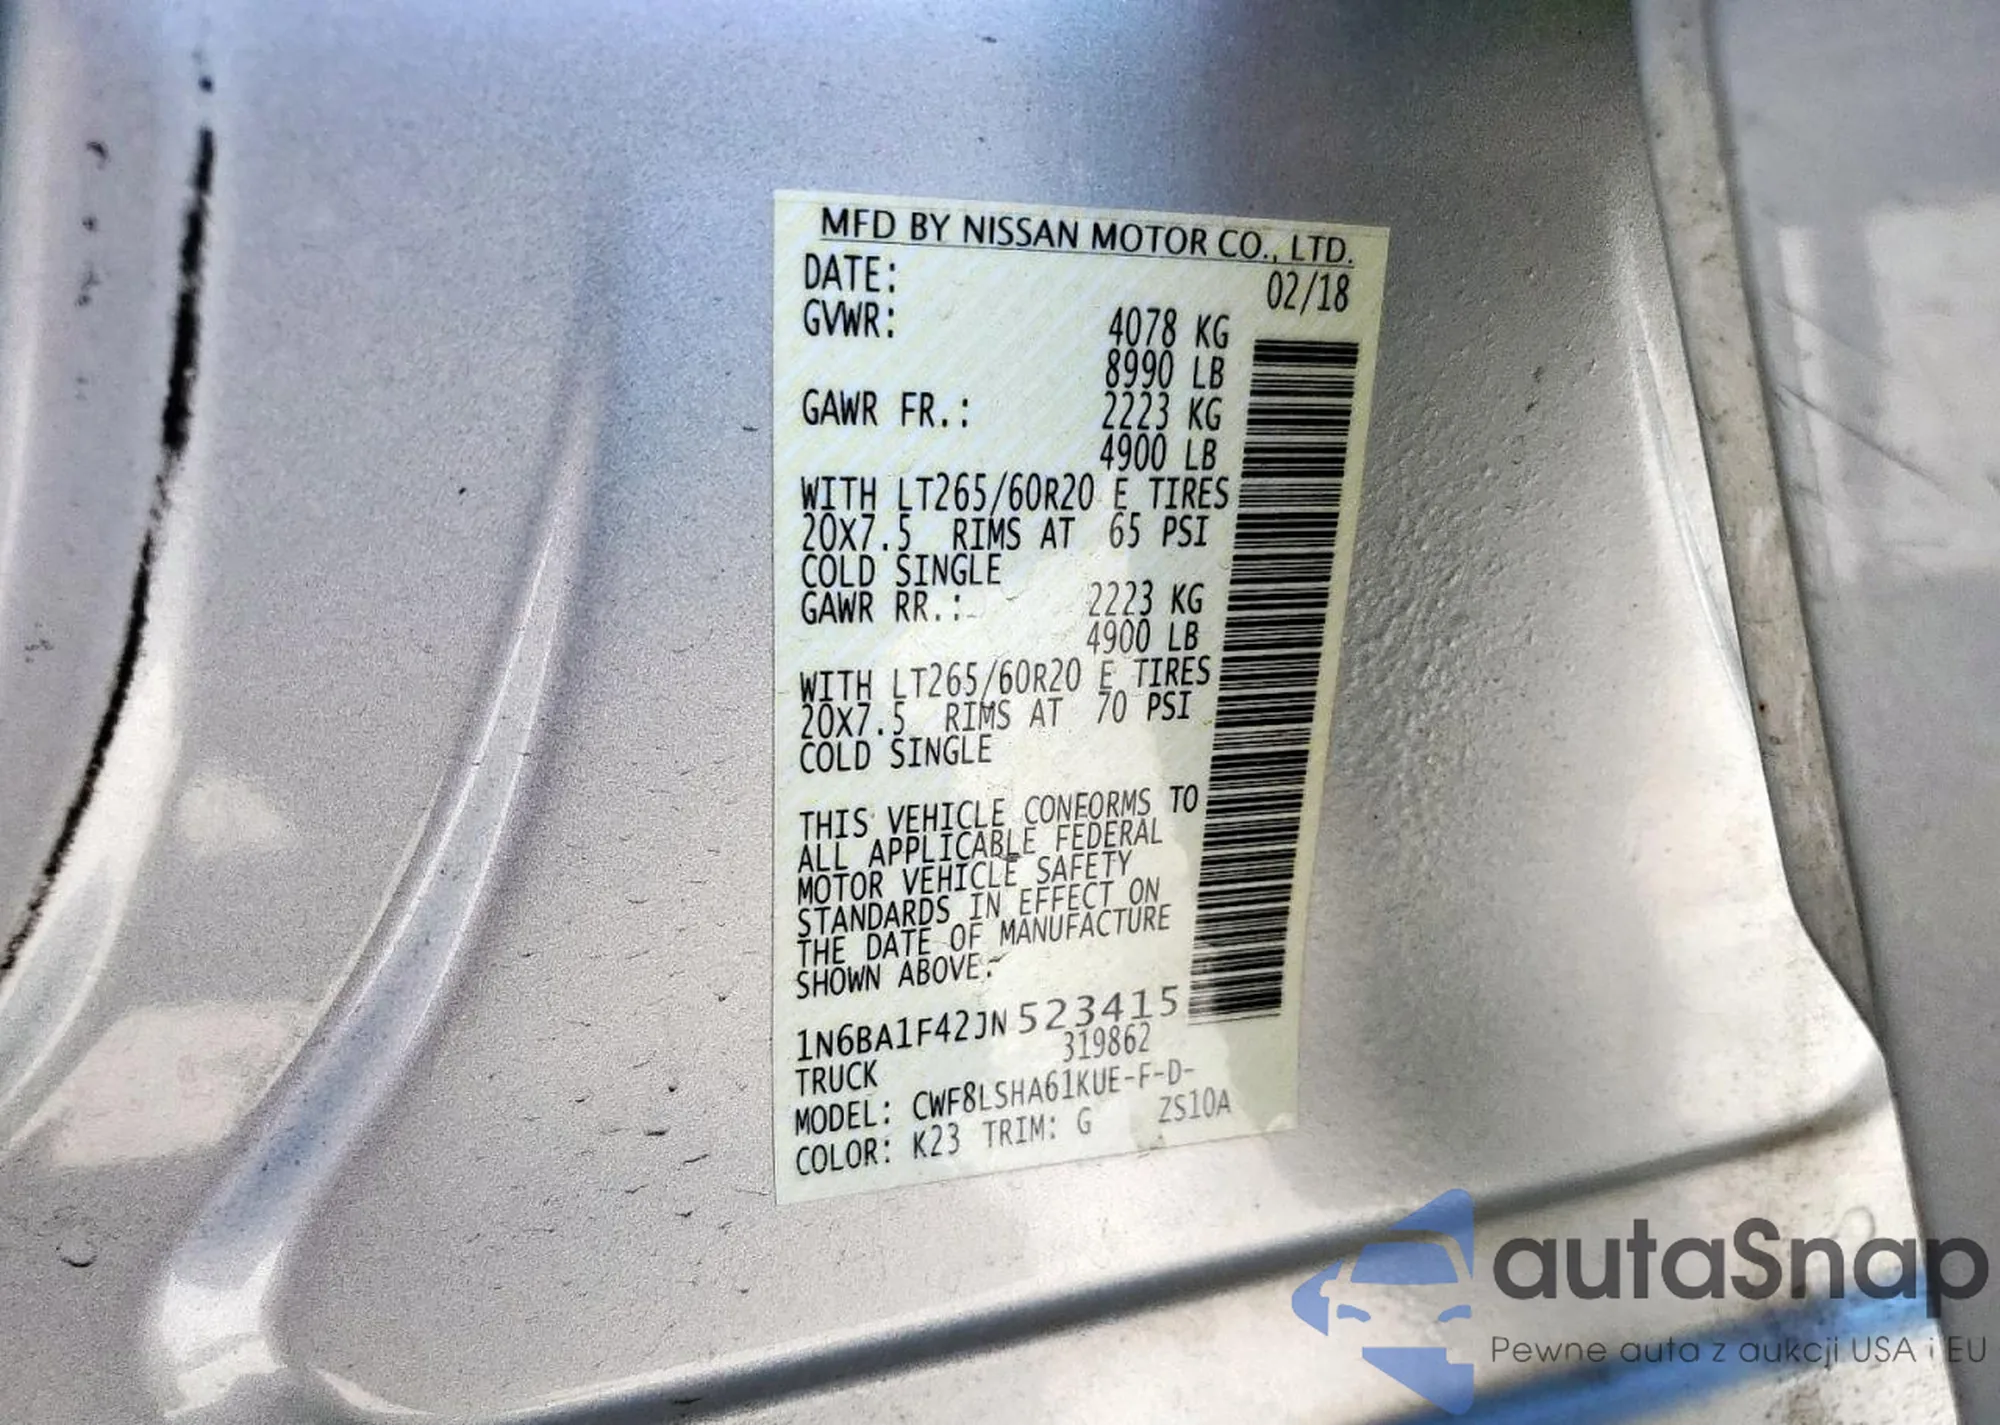 MFD BY NISSAN MOTOR CO., LTD.
DATE: 02/18
GVWR: 4078 KG
8990 LB
GAWR FR.: 2223 KG
4900 LB
WITH LT265/60R20 E TIRES
20X7.5 RIMS AT 65 PSI
COLD SINGLE
GAWR RR.: 2223 KG
4900 LB
WITH LT265/60R20 E TIRES
20X7.5 RIMS AT 70 PSI
COLD SINGLE
THIS VEHICLE CONFORMS TO
ALL APPLICABLE FEDERAL
MOTOR VEHICLE SAFETY
STANDARDS IN EFFECT ON
THE DATE OF MANUFACTURE
SHOWN ABOVE.
1N6BA1F42JN523415
319862
TRUCK
MODEL: CWF8LSHA61KUE-F-D-
ZS10A
COLOR: K23 TRIM: G
autaSnap
Pewne auta z aukcji USA i EU